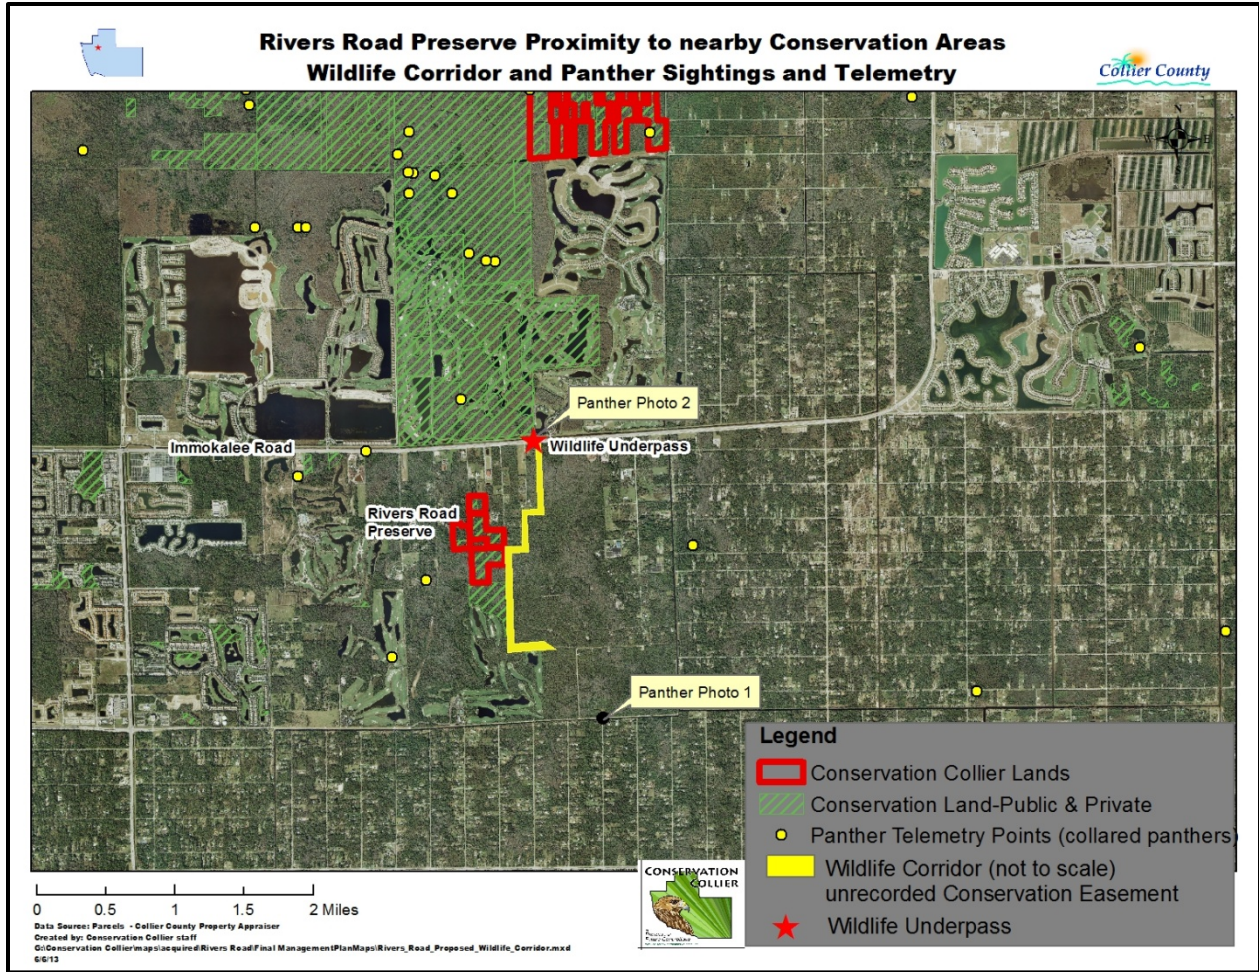 Rivers Road Preserve Proximity to nearby Conservation Areas
Wildlife Corridor and Panther Sightings and Telemetry
Collier County
N
Panther Photo 2
Immokalee Road
Wildlife Underpass
Rivers Road
Preserve
Panther Photo 1
Legend
Conservation Collier Lands
Conservation Land-Public & Private
Panther Telemetry Points (collared panthers)
Wildlife Corridor (not to scale)
unrecorded Conservation Easement
Wildlife Underpass
CONSERVATION
COLLIER
0 0.5 1 1.5 2 Miles
Data Source: Parcels - Collier County Property Appraiser
Created by: Conservation Collier staff
G:\Conservation Collier\maps\acquired\Rivers Road\Final ManagementPlanMaps\Rivers_Road_Proposed_Wildlife_Corridor.mxd
6/6/13